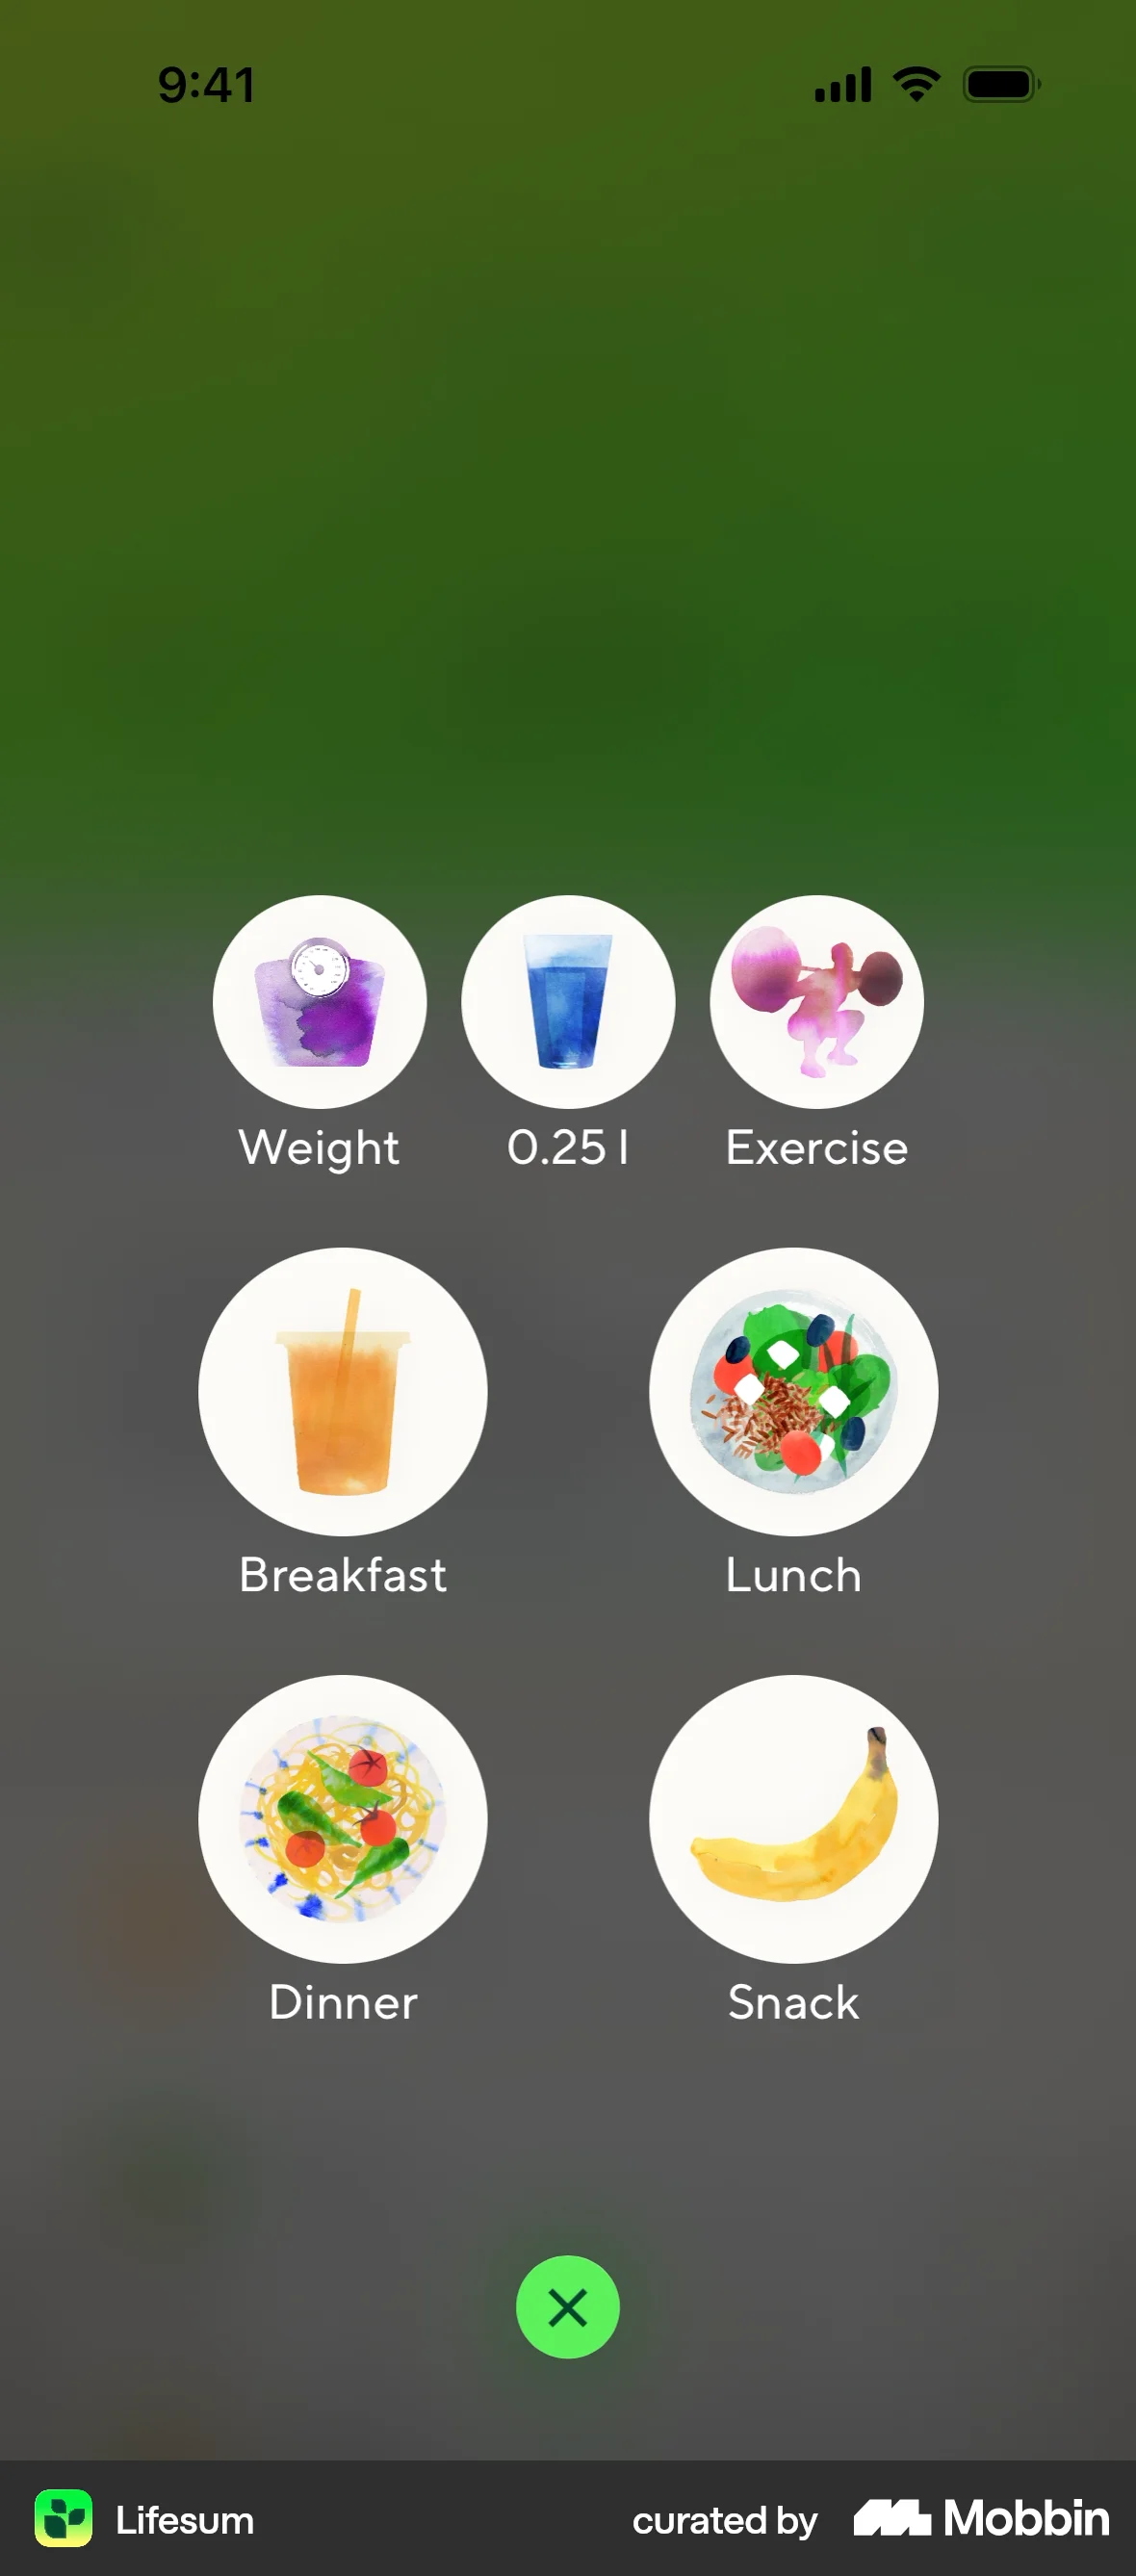 9:41
Weight
0.25 l
Exercise
Breakfast
Lunch
Dinner
Snack
Lifesum
curated by Mobbin